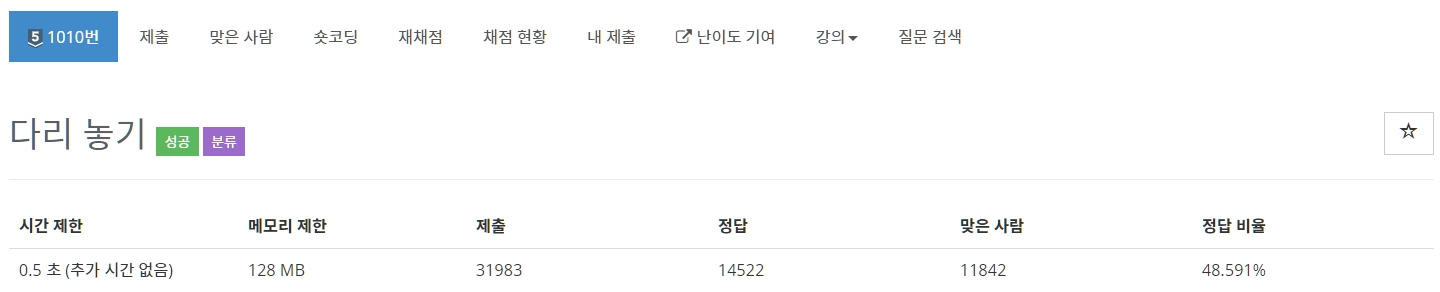 5 1010번 제출 맞은 사람 숏코딩 재채점 채점 현황 내 제출 난이도 기여 강의 질문 검색
다리 놓기 성공 분류
시간 제한 메모리 제한 제출 정답 맞은 사람 정답 비율
0.5 초 (추가 시간 없음) 128 MB 31983 14522 11842 48.591%